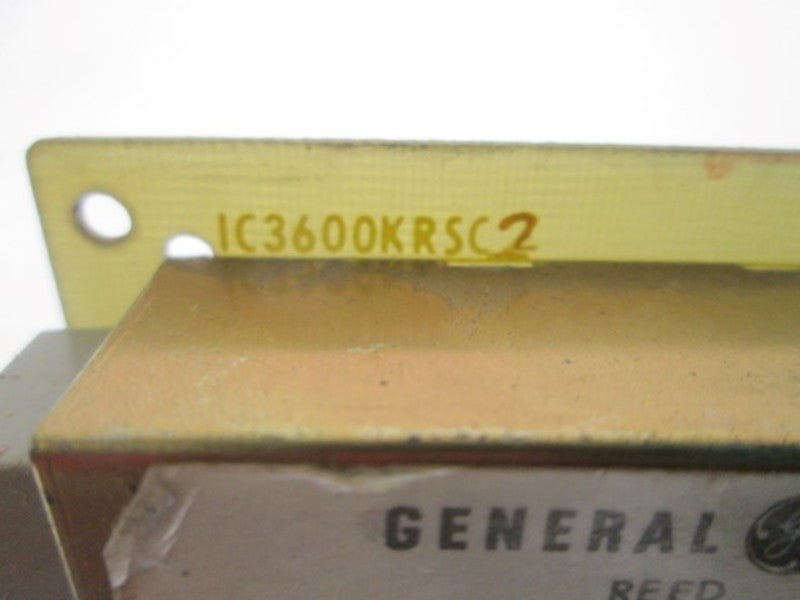 IC3600KRSC2
GENERAL
REED